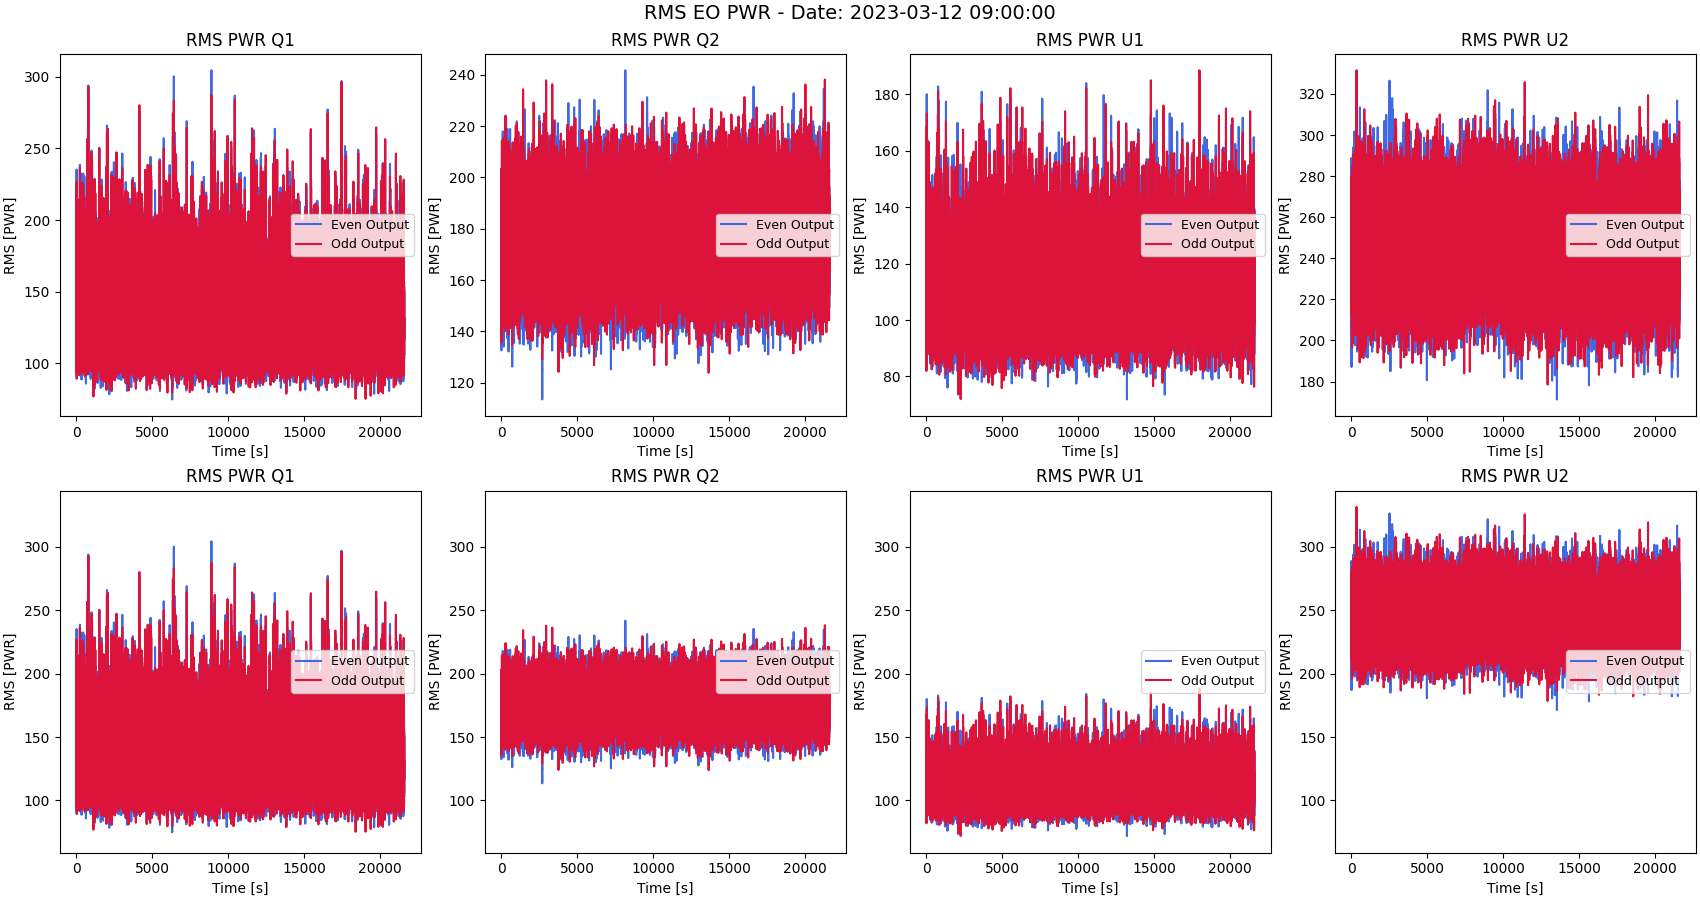 RMS EO PWR - Date: 2023-03-12 09:00:00
RMS PWR Q1
RMS [PWR]
300
250
200
150
100
0 5000 10000 15000 20000
Time [s]
Even Output
Odd Output
RMS PWR Q2
RMS [PWR]
240
220
200
180
160
140
120
0 5000 10000 15000 20000
Time [s]
Even Output
Odd Output
RMS PWR U1
RMS [PWR]
180
160
140
120
100
80
0 5000 10000 15000 20000
Time [s]
Even Output
Odd Output
RMS PWR U2
RMS [PWR]
320
300
280
260
240
220
200
180
0 5000 10000 15000 20000
Time [s]
Even Output
Odd Output
RMS PWR Q1
RMS [PWR]
300
250
200
150
100
0 5000 10000 15000 20000
Time [s]
Even Output
Odd Output
RMS PWR Q2
RMS [PWR]
300
250
200
150
100
0 5000 10000 15000 20000
Time [s]
Even Output
Odd Output
RMS PWR U1
RMS [PWR]
300
250
200
150
100
0 5000 10000 15000 20000
Time [s]
Even Output
Odd Output
RMS PWR U2
RMS [PWR]
300
250
200
150
100
0 5000 10000 15000 20000
Time [s]
Even Output
Odd Output